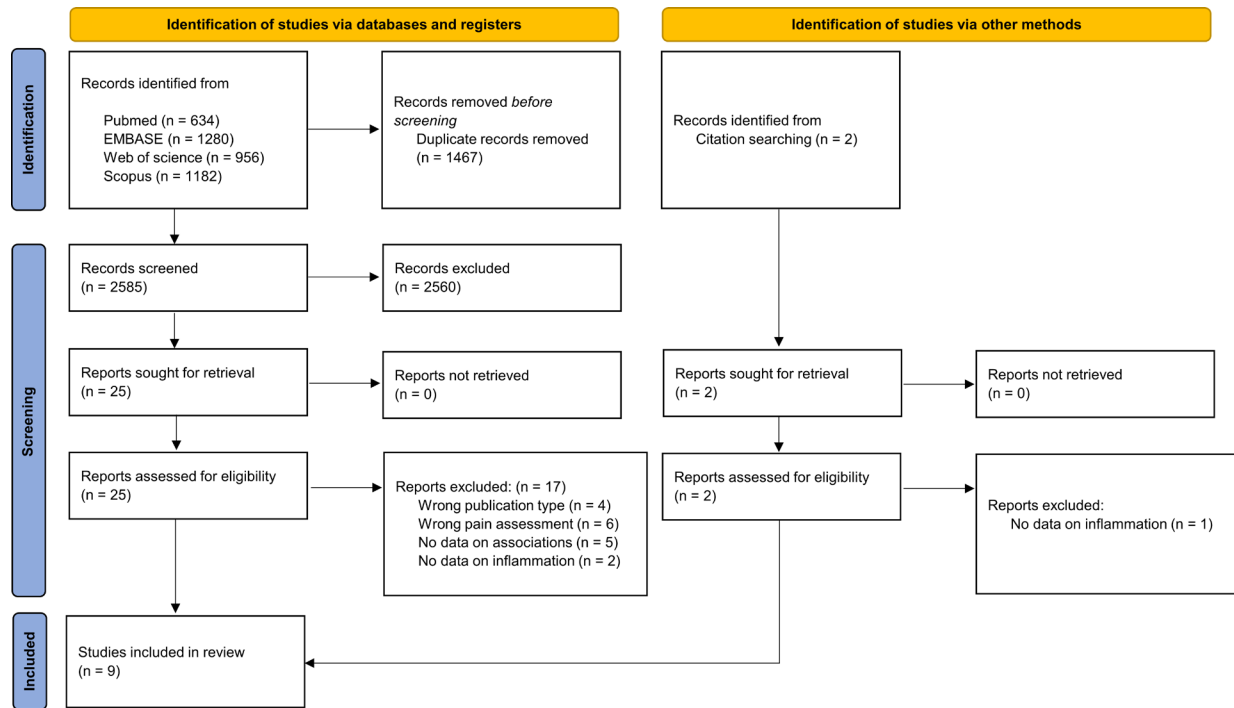 Identification of studies via databases and registers
Identification of studies via other methods
Identification
Records identified from
Pubmed (n = 634)
EMBASE (n = 1280)
Web of science (n = 956)
Scopus (n = 1182)
Records removed before
screening
Duplicate records removed
(n = 1467)
Records identified from
Citation searching (n = 2)
Screening
Records screened
(n = 2585)
Records excluded
(n = 2560)
Reports sought for retrieval
(n = 25)
Reports not retrieved
(n = 0)
Reports sought for retrieval
(n = 2)
Reports not retrieved
(n = 0)
Reports assessed for eligibility
(n = 25)
Reports excluded: (n = 17)
Wrong publication type (n = 4)
Wrong pain assessment (n = 6)
No data on associations (n = 5)
No data on inflammation (n = 2)
Reports assessed for eligibility
(n = 2)
Reports excluded:
No data on inflammation (n = 1)
Included
Studies included in review
(n = 9)